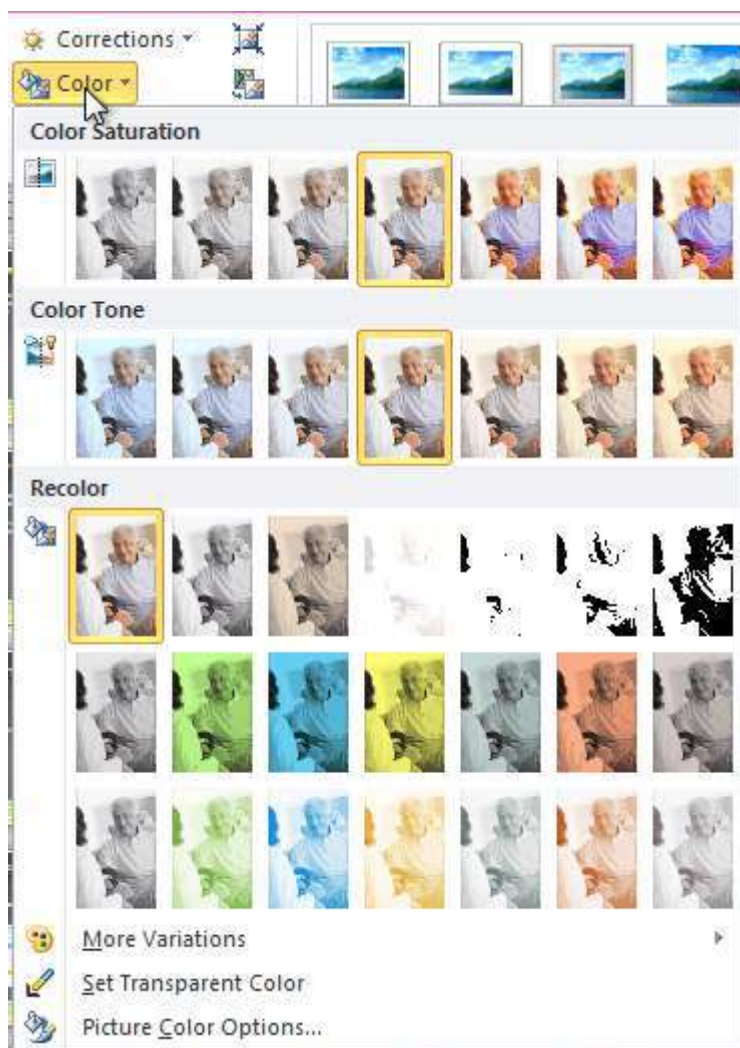 Corrections
Color
Color Saturation
Color Tone
Recolor
More Variations
Set Transparent Color
Picture Color Options...